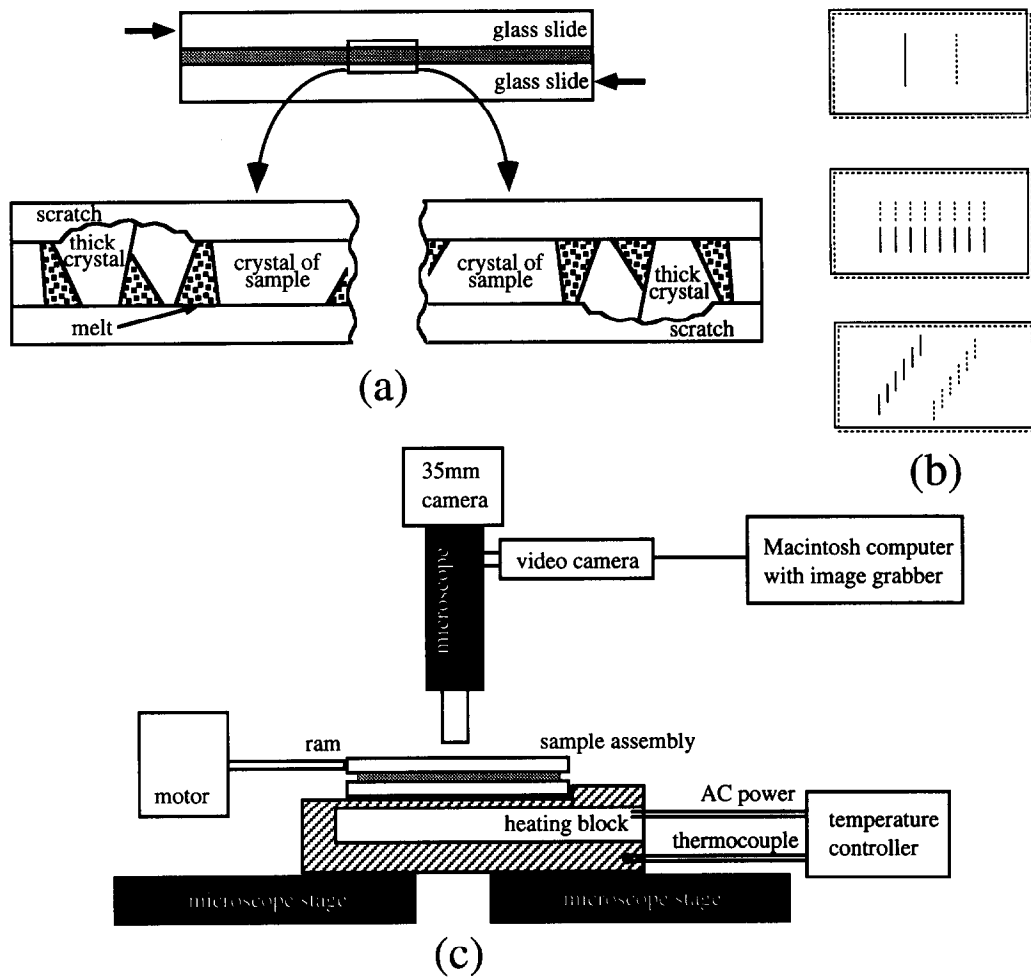 glass slide
glass slide
scratch
thick
crystal
crystal of
sample
melt
crystal of
sample
thick
crystal
scratch
(a)
(b)
35mm
camera
microscope
video camera
Macintosh computer
with image grabber
motor
ram
sample assembly
heating block
AC power
thermocouple
temperature
controller
microscope stage
microscope stage
(c)